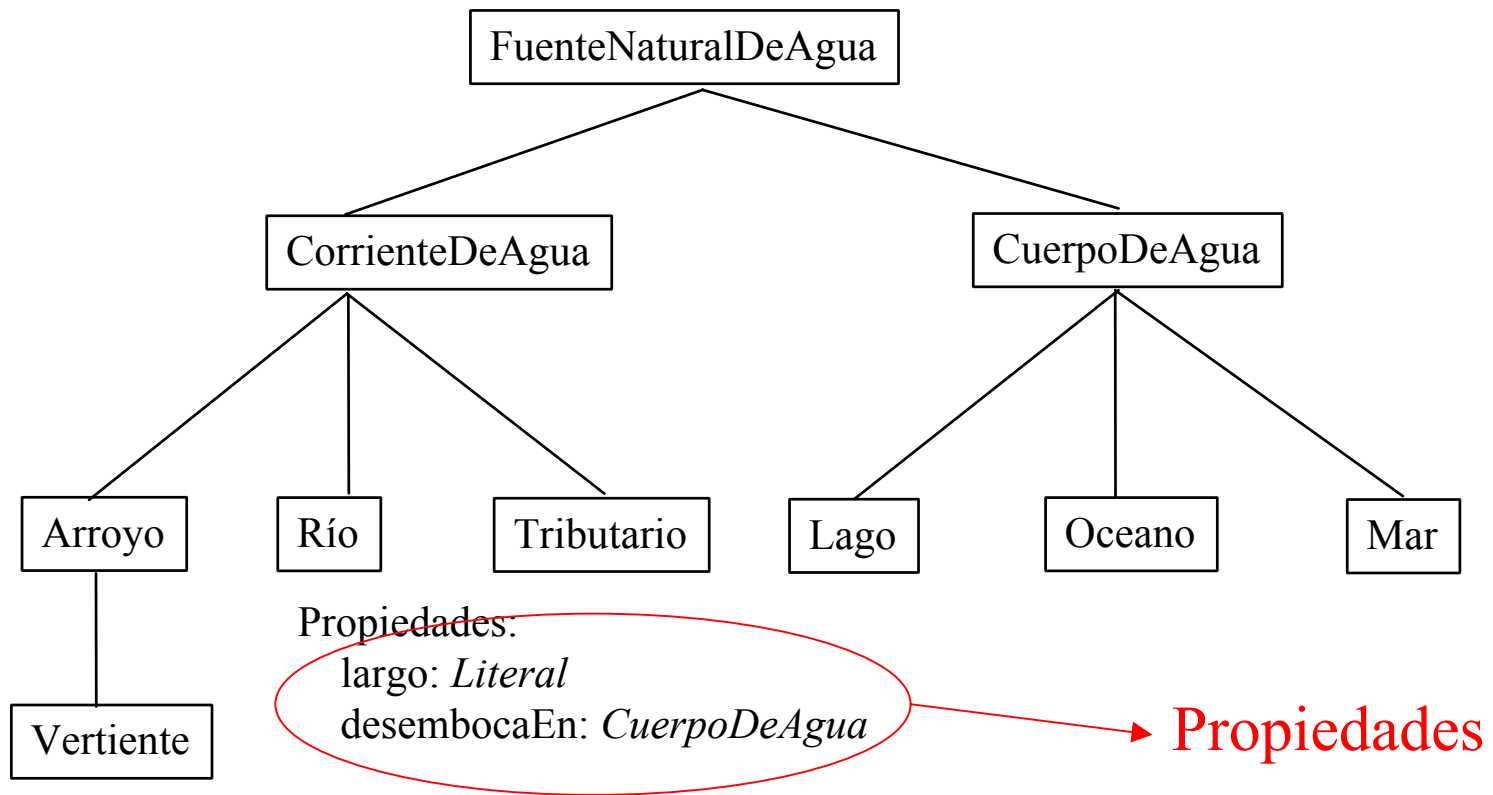 FuenteNaturalDeAgua
CorrienteDeAgua
CuerpoDeAgua
Arroyo
Río
Tributario
Lago
Oceano
Mar
Propiedades:
largo: Literal
desembocaEn: CuerpoDeAgua
Propiedades
Vertiente